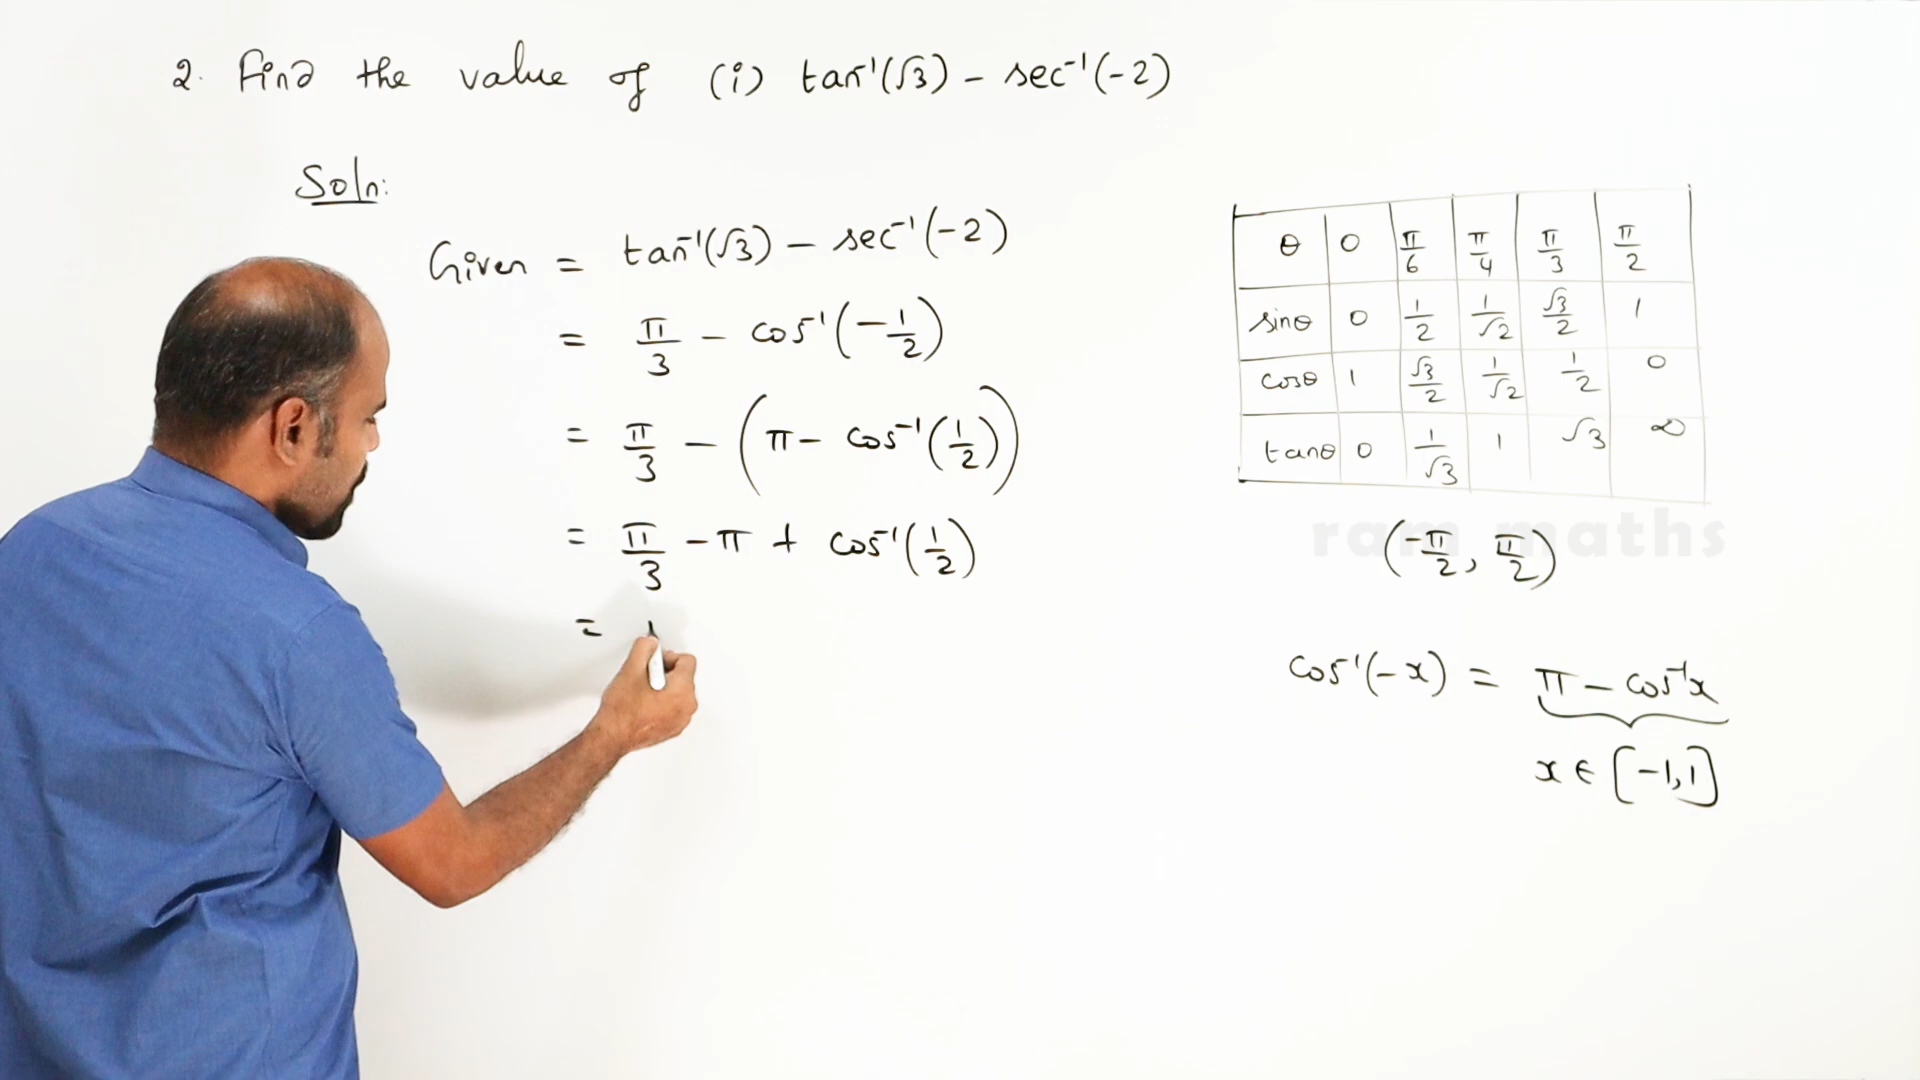 2. Find the value of (i) tan⁻¹(√3) – sec⁻¹(-2)
Soln:
Given = tan⁻¹(√3) – sec⁻¹(-2)
= π/3 – cos⁻¹(-1/2)
= π/3 – (π – cos⁻¹(1/2))
= π/3 – π + cos⁻¹(1/2)
=
θ 0 π/6 π/4 π/3 π/2
sinθ 0 1/2 1/√2 √3/2 1
cosθ 1 √3/2 1/√2 1/2 0
tanθ 0 1/√3 1 √3 ∞
ram maths
(-π/2, π/2)
cos⁻¹(-x) = π – cos⁻¹x
x ∈ [-1,1]